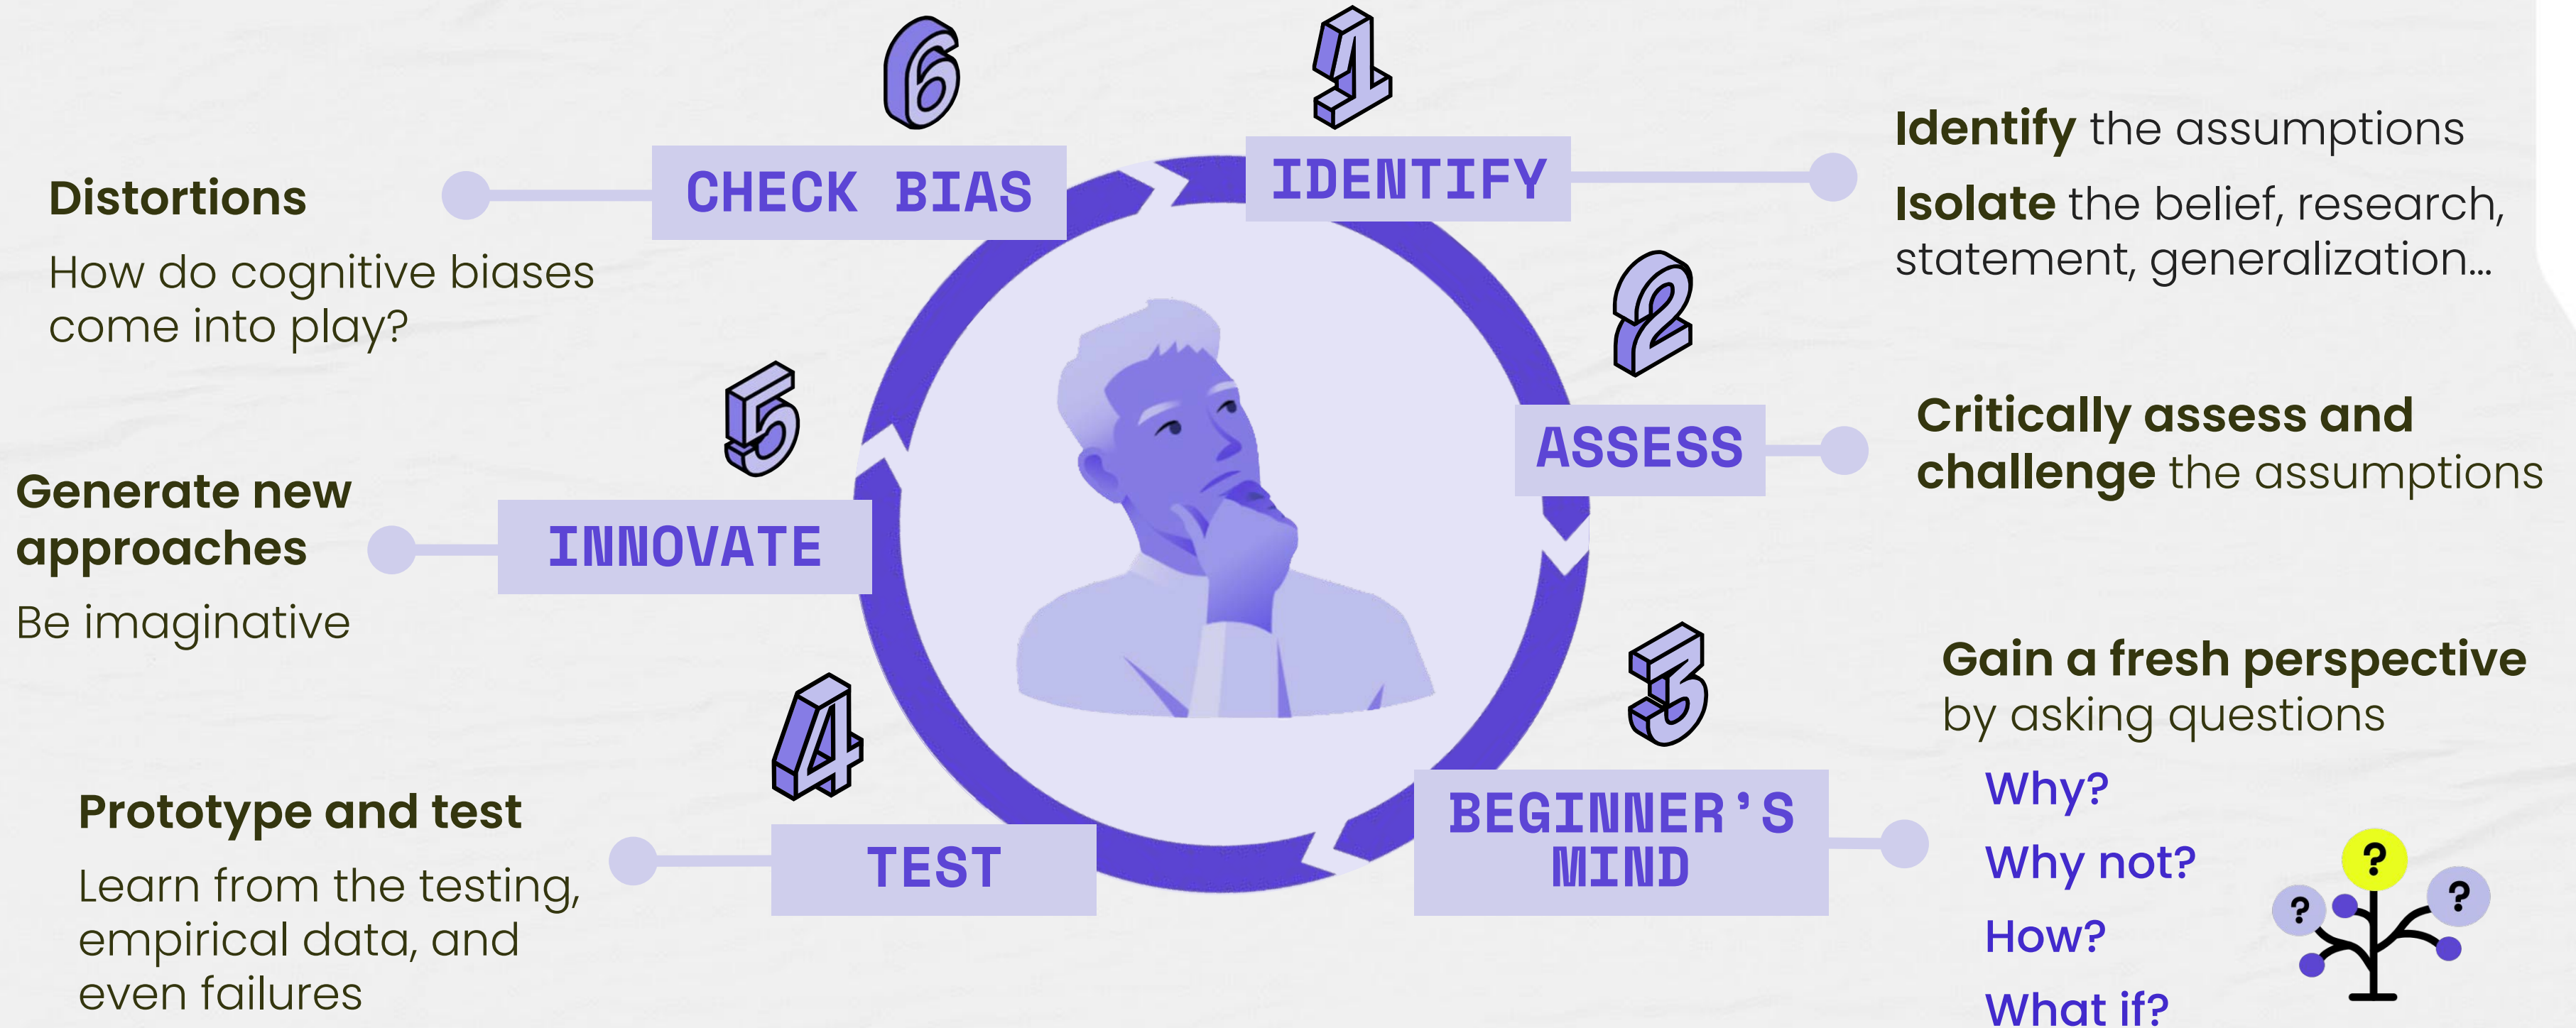 1
IDENTIFY
Identify the assumptions
Isolate the belief, research,
statement, generalization...
2
ASSESS
Critically assess and
challenge the assumptions
3
BEGINNER’S
MIND
Gain a fresh perspective
by asking questions
Why?
Why not?
How?
What if?
?
?
?
4
TEST
Prototype and test
Learn from the testing,
empirical data, and
even failures
5
INNOVATE
Generate new
approaches
Be imaginative
6
CHECK BIAS
Distortions
How do cognitive biases
come into play?